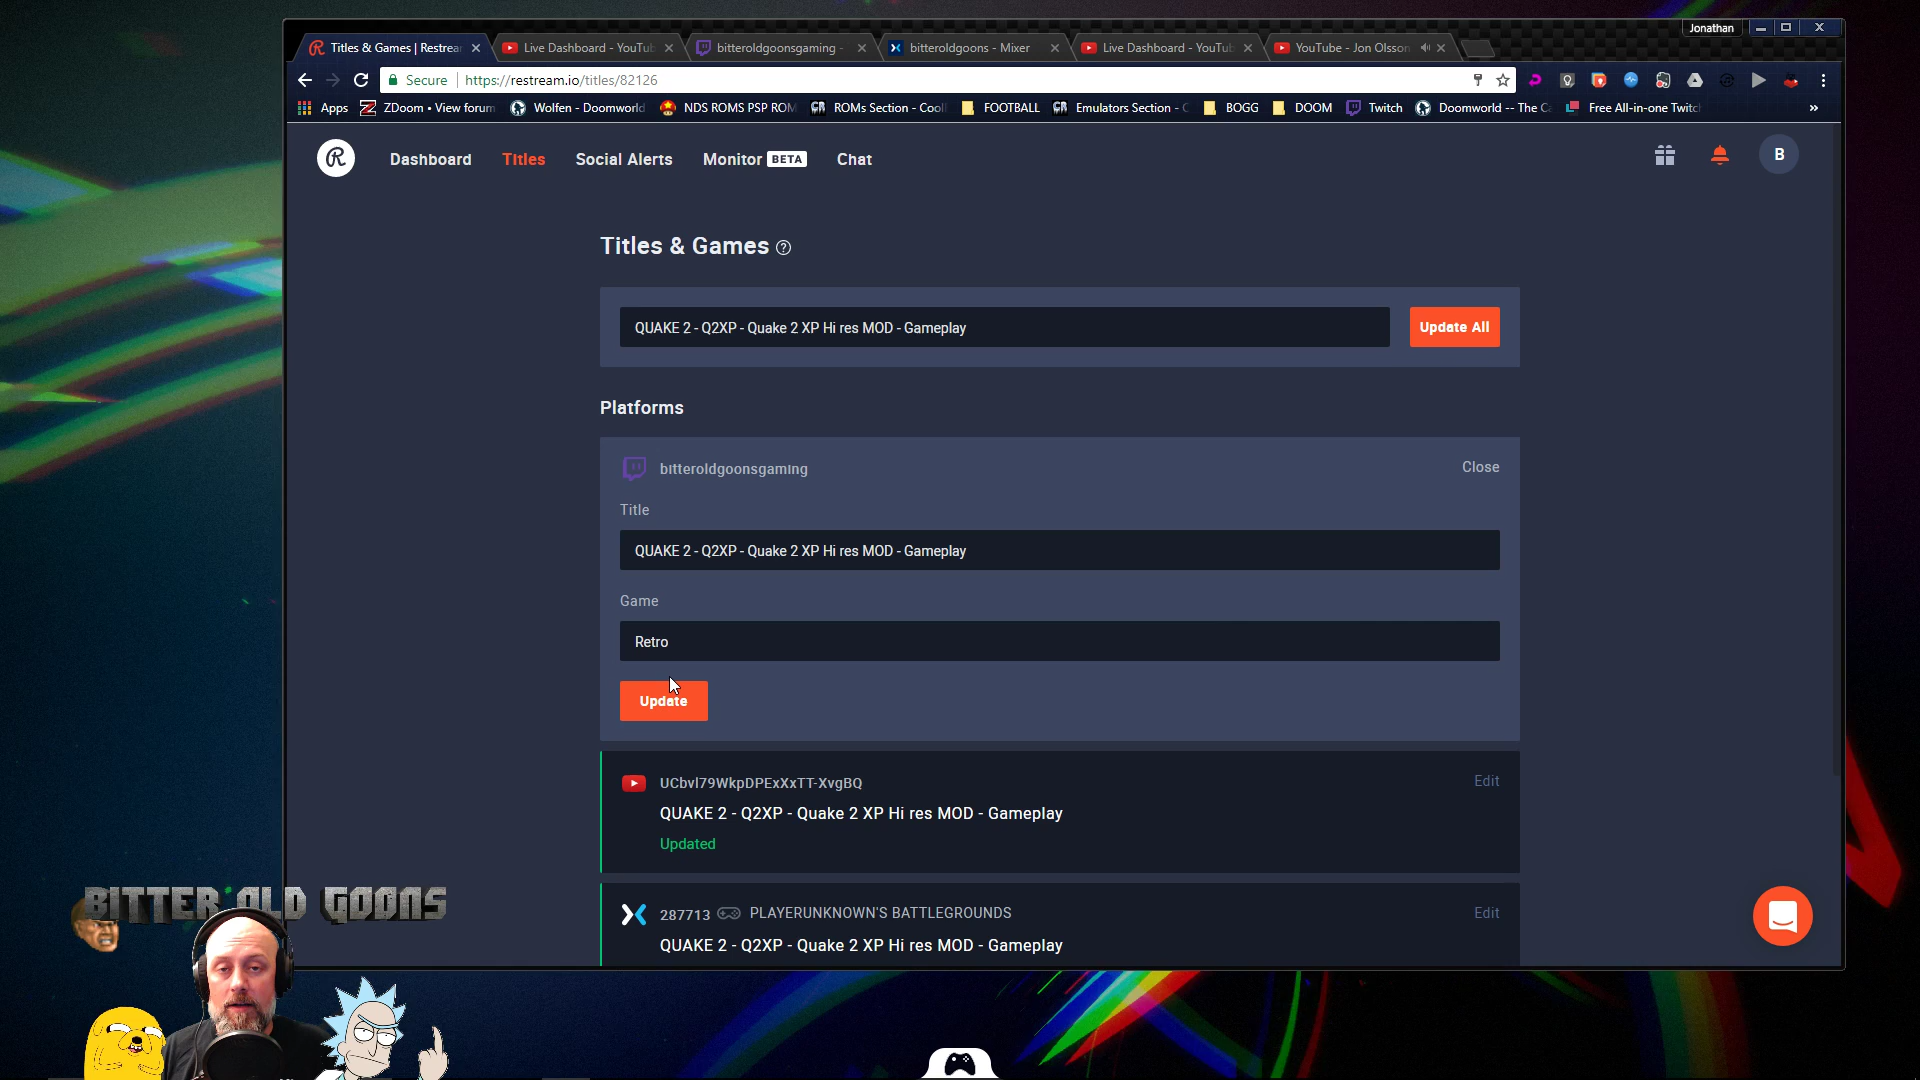 Jonathan
Titles & Games | Restrea
Live Dashboard - YouTub
bitteroldgoonsgaming -
bitteroldgoons - Mixer
Live Dashboard - YouTub
YouTube - Jon Olsson
Secure
https://restream.io/titles/82126
Apps
ZDoom • View forum
Wolfen - Doomworld
NDS ROMS PSP ROM
ROMs Section - Cool
FOOTBALL
Emulators Section - C
BOGG
DOOM
Twitch
Doomworld -- The Ca
Free All-in-one Twitc
»
Dashboard
Titles
Social Alerts
Monitor BETA
Chat
B
Titles & Games
QUAKE 2 - Q2XP - Quake 2 XP Hi res MOD - Gameplay
Update All
Platforms
bitteroldgoonsgaming
Close
Title
QUAKE 2 - Q2XP - Quake 2 XP Hi res MOD - Gameplay
Game
Retro
Update
UCbvl79WkpDPExXxTT-XvgBQ
Edit
QUAKE 2 - Q2XP - Quake 2 XP Hi res MOD - Gameplay
Updated
287713 PLAYERUNKNOWN'S BATTLEGROUNDS
Edit
QUAKE 2 - Q2XP - Quake 2 XP Hi res MOD - Gameplay
BITTER OLD GOONS